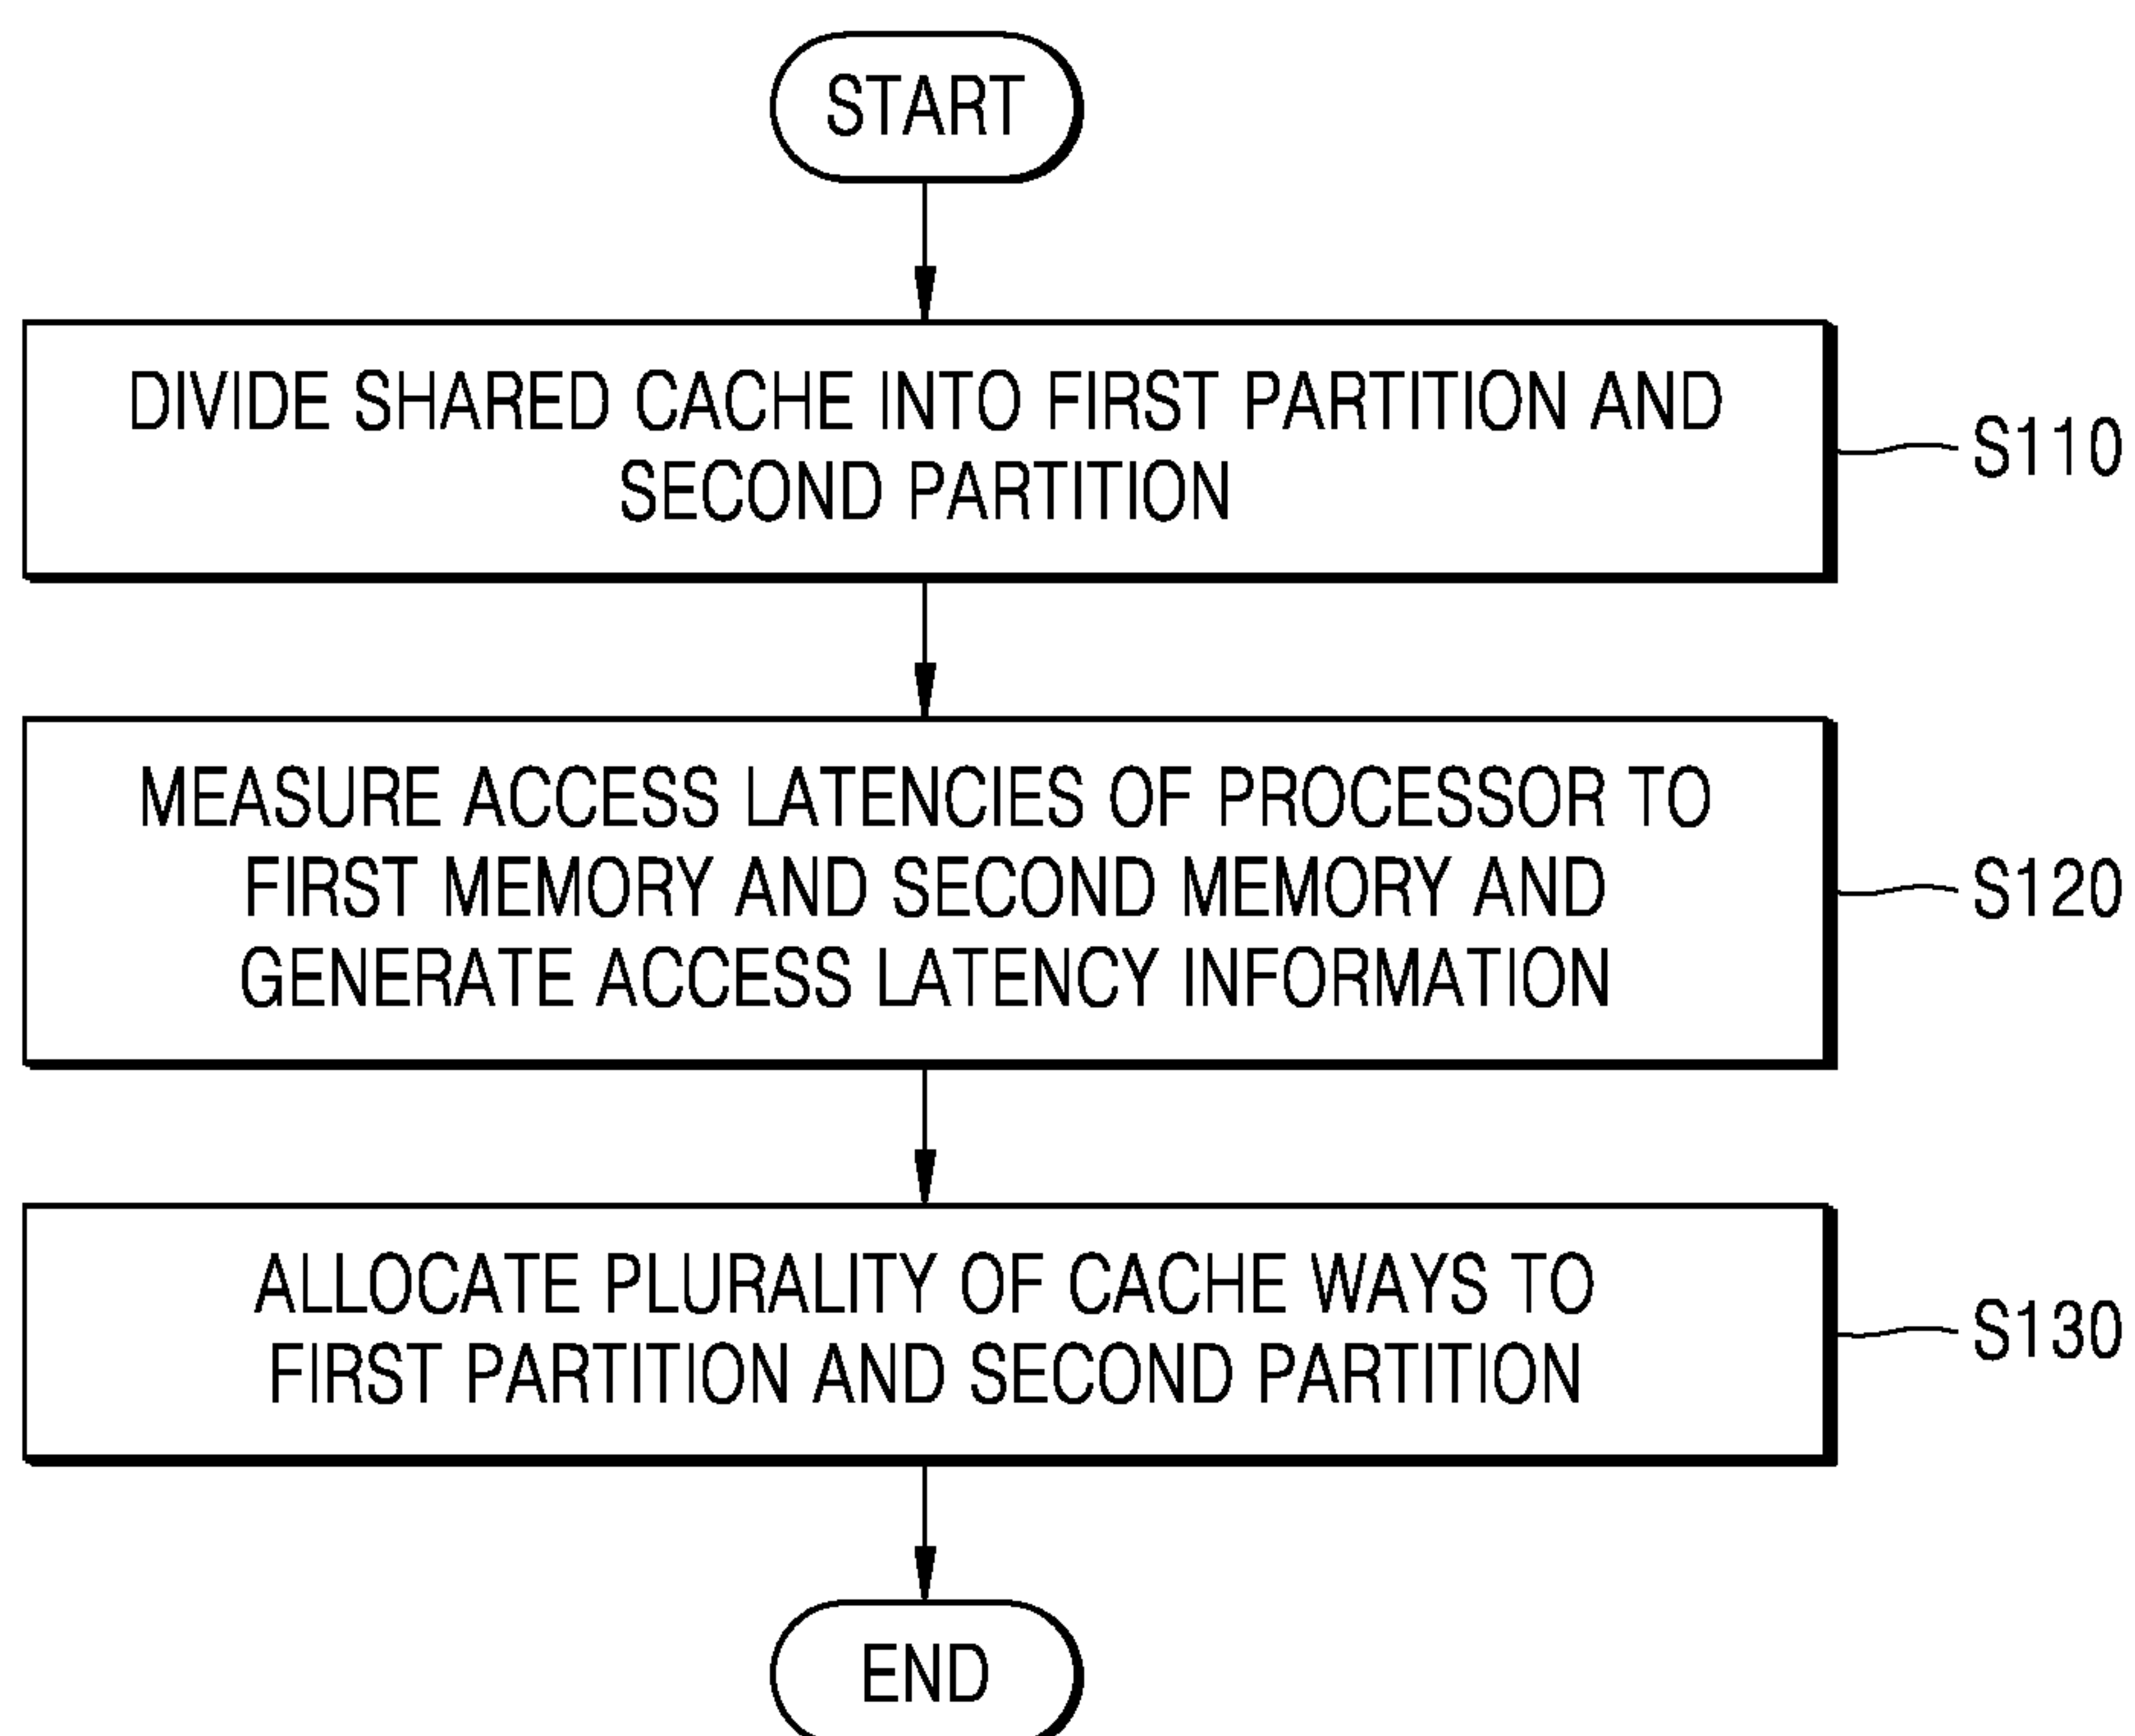 START
DIVIDE SHARED CACHE INTO FIRST PARTITION AND
SECOND PARTITION
S110
MEASURE ACCESS LATENCIES OF PROCESSOR TO
FIRST MEMORY AND SECOND MEMORY AND
GENERATE ACCESS LATENCY INFORMATION
S120
ALLOCATE PLURALITY OF CACHE WAYS TO
FIRST PARTITION AND SECOND PARTITION
S130
END